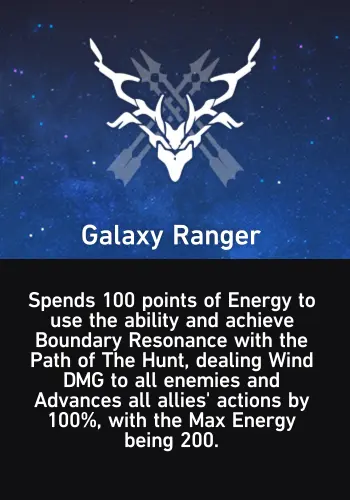 Galaxy Ranger
Spends 100 points of Energy to
use the ability and achieve
Boundary Resonance with the
Path of The Hunt, dealing Wind
DMG to all enemies and
Advances all allies' actions by
100%, with the Max Energy
being 200.